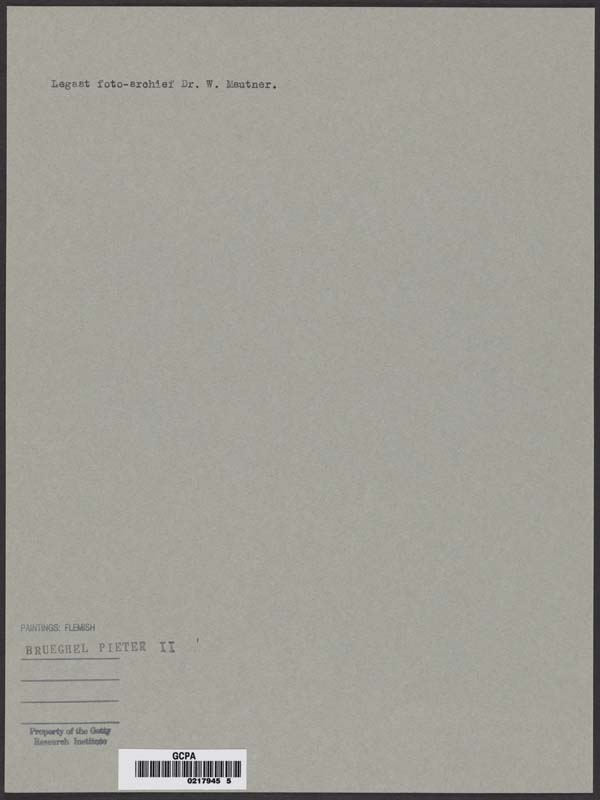 Legaat foto-archief Dr. W. Mautner.
PAINTINGS: FLEMISH
BRUEGHEL PIETER II
Property of the Getty
Research Institute
GCPA
0217945 5